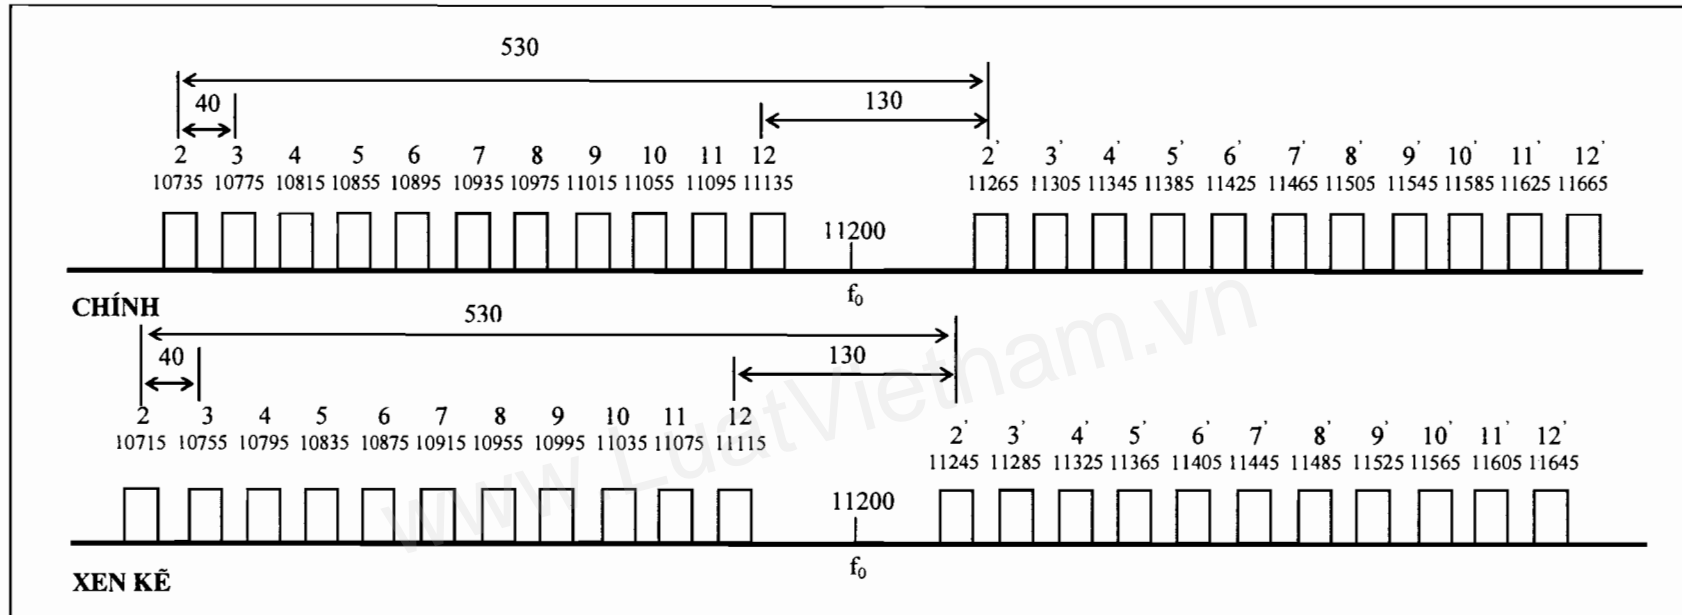 530
40
130
2 3 4 5 6 7 8 9 10 11 12 2' 3' 4' 5' 6' 7' 8' 9' 10' 11' 12'
10735 10775 10815 10855 10895 10935 10975 11015 11055 11095 11135 11265 11305 11345 11385 11425 11465 11505 11545 11585 11625 11665
11200
f₀
CHÍNH
530
40
130
2 3 4 5 6 7 8 9 10 11 12
10715 10755 10795 10835 10875 10915 10955 10995 11035 11075 11115
2' 3' 4' 5' 6' 7' 8' 9' 10' 11' 12'
11245 11285 11325 11365 11405 11445 11485 11525 11565 11605 11645
11200
f₀
XEN KẼ
www.LuatVietnam.vn